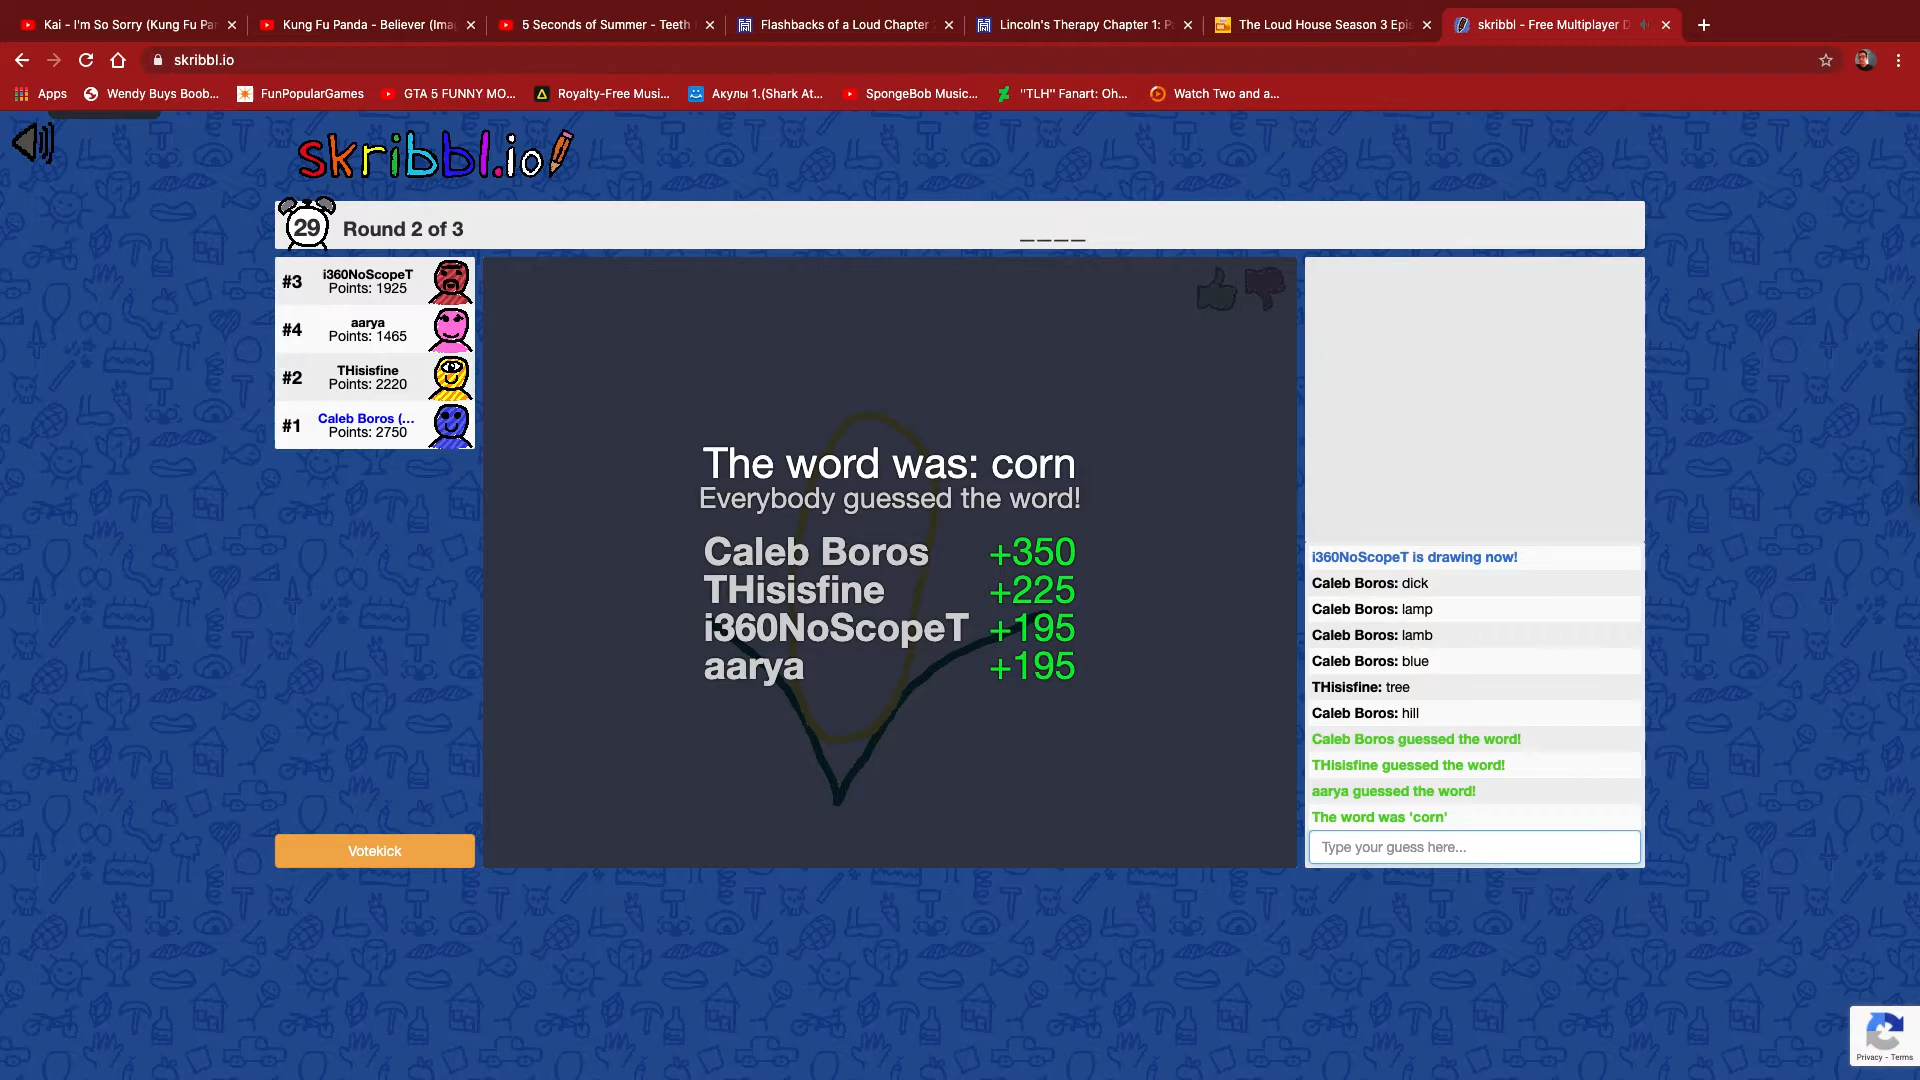 Kai - I'm So Sorry (Kung Fu Pa
Kung Fu Panda - Believer (Ima
5 Seconds of Summer - Teeth
Flashbacks of a Loud Chapter
Lincoln's Therapy Chapter 1: P
The Loud House Season 3 Epis
skribbl - Free Multiplayer D
skribbl.io
Apps
Wendy Buys Boob...
FunPopularGames
GTA 5 FUNNY MO...
Royalty-Free Musi...
Акулы 1.(Shark At...
SpongeBob Music...
"TLH" Fanart: Oh...
Watch Two and a...
skribbl.io
29
Round 2 of 3
_ _ _ _
#3
i360NoScopeT
Points: 1925
#4
aarya
Points: 1465
#2
THisisfine
Points: 2220
#1
Caleb Boros (...
Points: 2750
Votekick
The word was: corn
Everybody guessed the word!
Caleb Boros +350
THisisfine +225
i360NoScopeT +195
aarya +195
i360NoScopeT is drawing now!
Caleb Boros: dick
Caleb Boros: lamp
Caleb Boros: lamb
Caleb Boros: blue
THisisfine: tree
Caleb Boros: hill
Caleb Boros guessed the word!
THisisfine guessed the word!
aarya guessed the word!
The word was 'corn'
Type your guess here...
Privacy - Terms